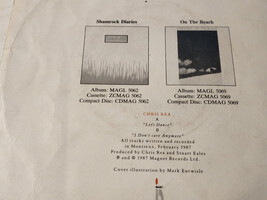 Shamrock Diaries
On The Beach
Album: MAGL 5062
Cassette: ZCMAG 5062
Compact Disc: CDMAG 5062
Album: MAGL 5069
Cassette: ZCMAG 5069
Compact Disc: CDMAG 5069
CHRIS REA
A
"Let's Dance"
B
"I Don't Care Anymore"
All tracks written and recorded
in Montreux, February 1987
Produced by Chris Rea and Stuart Eales
℗ and © 1987 Magnet Records Ltd.
Cover illustration by Mark Entwisle